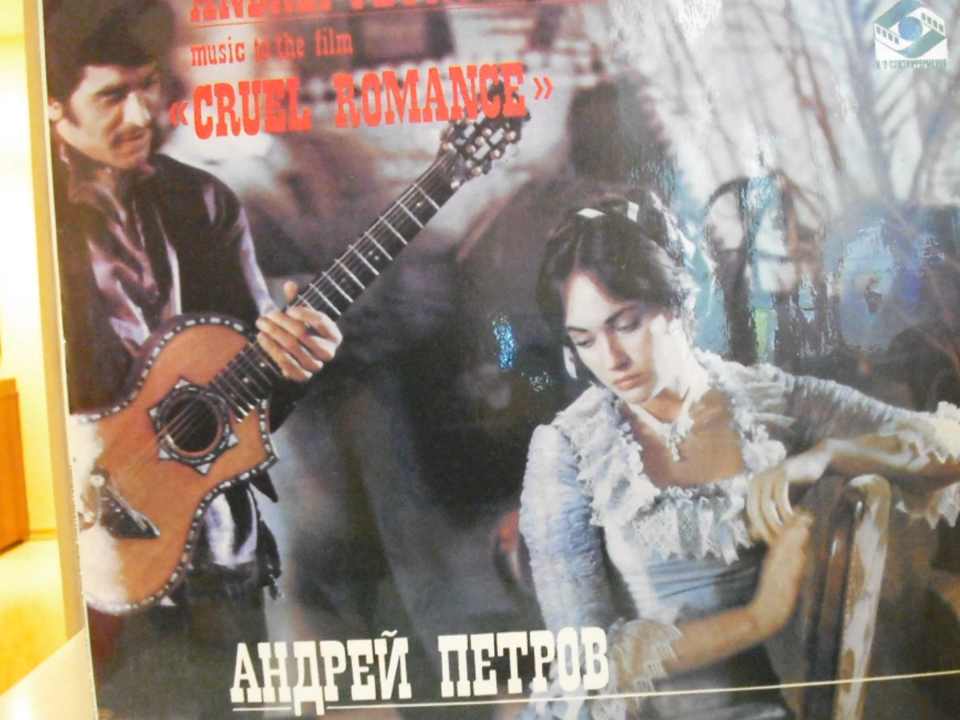 music to the film
«CRUEL ROMANCE»
АНДРЕЙ ПЕТРОВ